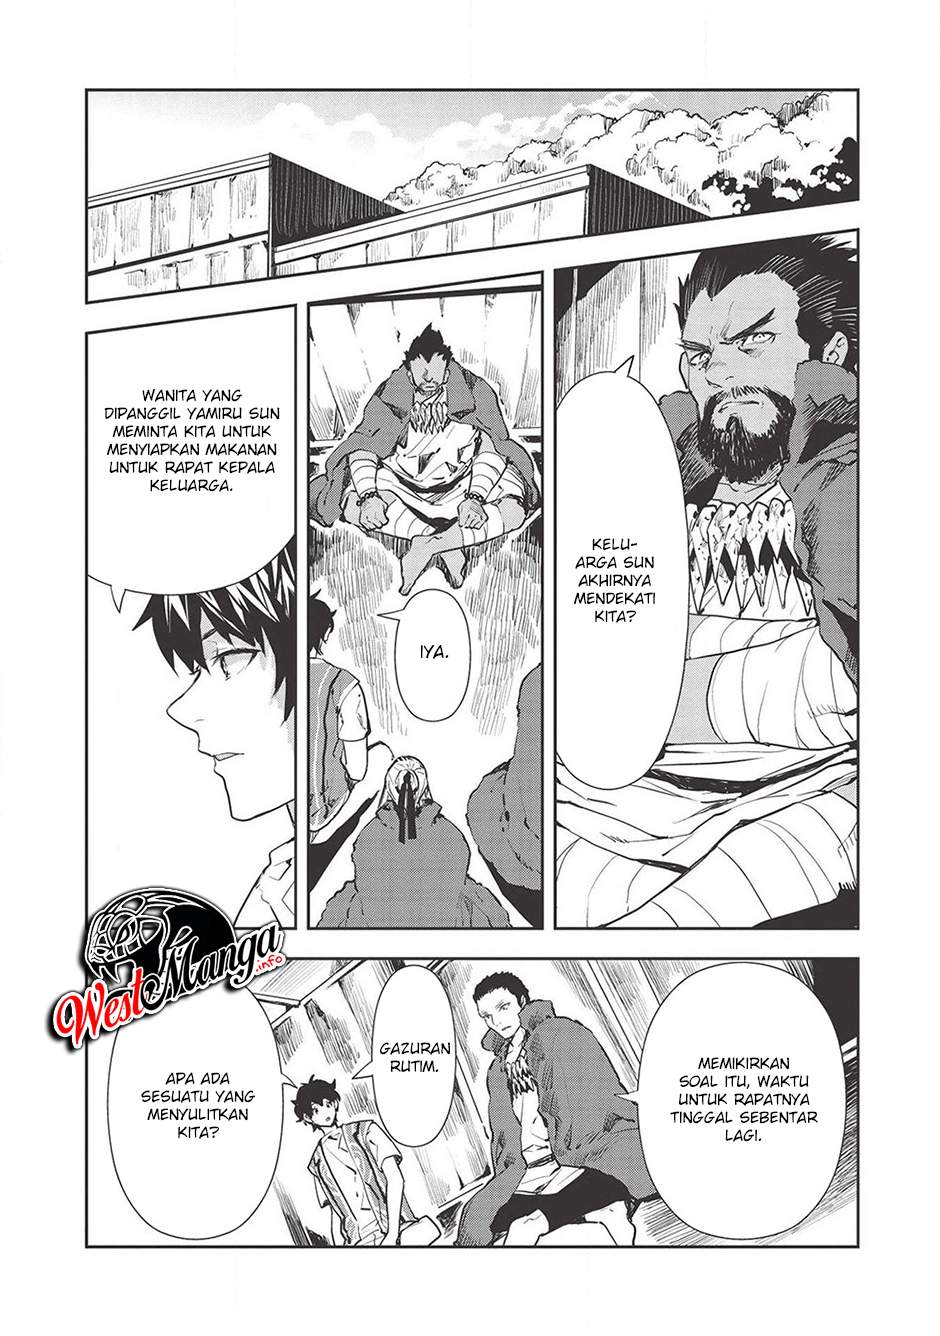 KELU-
ARGA SUN
AKHIRNYA
MENDEKATI
KITA?
IYA.
WANITA YANG
DIPANGGIL YAMIRU SUN
MEMINTA KITA UNTUK
MENYIAPKAN MAKANAN
UNTUK RAPAT KEPALA
KELUARGA.
MEMIKIRKAN
SOAL ITU, WAKTU
UNTUK RAPATNYA
TINGGAL SEBENTAR
LAGI.
GAZURAN
RUTIM.
APA ADA
SESUATU YANG
MENYULITKAN
KITA?
WestManga
.info